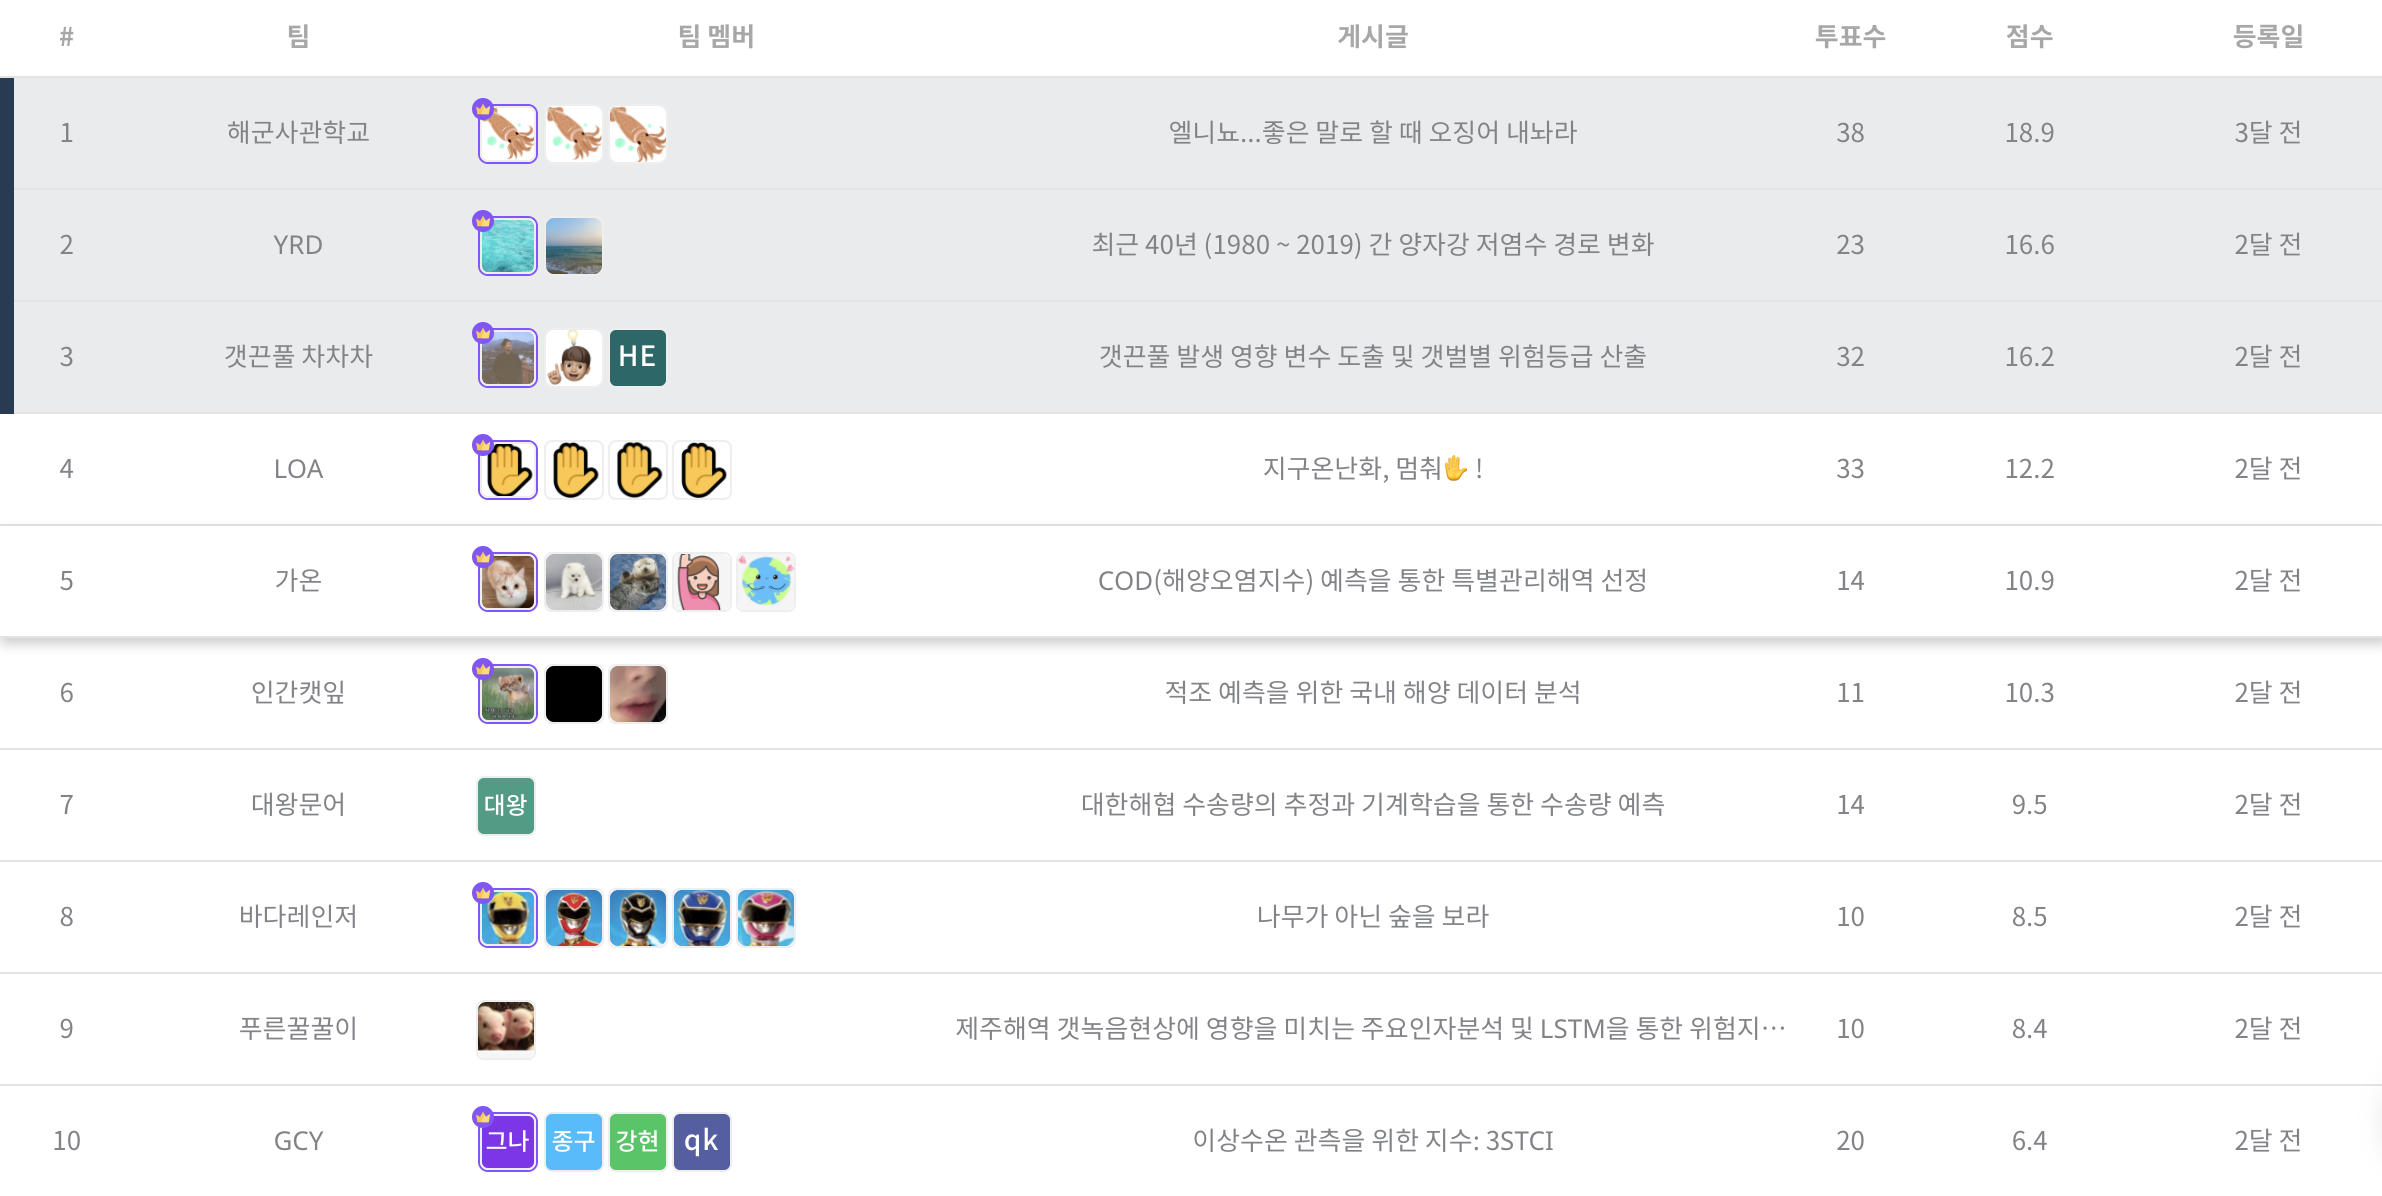 # 팀 팀 멤버 게시글 투표수 점수 등록일
1 해군사관학교 엘니뇨...좋은 말로 할 때 오징어 내놔라 38 18.9 3달 전
2 YRD 최근 40년 (1980 ~ 2019) 간 양자강 저염수 경로 변화 23 16.6 2달 전
3 갯끈풀 차차차 HE 갯끈풀 발생 영향 변수 도출 및 갯벌별 위험등급 산출 32 16.2 2달 전
4 LOA 지구온난화, 멈춰✋ ! 33 12.2 2달 전
5 가온 COD(해양오염지수) 예측을 통한 특별관리해역 선정 14 10.9 2달 전
6 인간캣잎 적조 예측을 위한 국내 해양 데이터 분석 11 10.3 2달 전
7 대왕문어 대왕 대한해협 수송량의 추정과 기계학습을 통한 수송량 예측 14 9.5 2달 전
8 바다레인저 나무가 아닌 숲을 보라 10 8.5 2달 전
9 푸른꿀꿀이 제주해역 갯녹음현상에 영향을 미치는 주요인자분석 및 LSTM을 통한 위험지… 10 8.4 2달 전
10 GCY 그나 종구 강현 qk 이상수온 관측을 위한 지수: 3STCI 20 6.4 2달 전